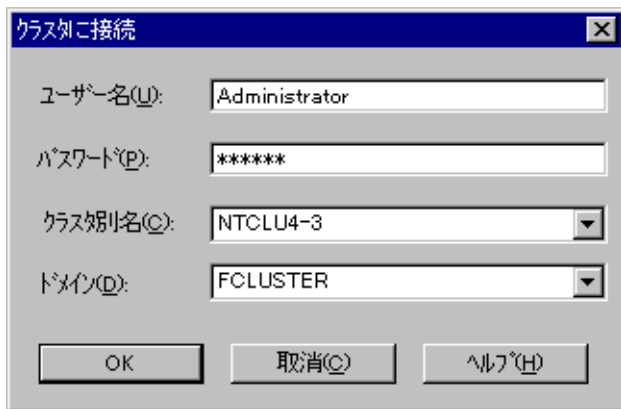 クラスタに接続
ユーザー名(U): Administrator
パスワード(P): ******
クラスタ別名(C): NTCLU4-3
ドメイン(D): FCLUSTER
OK 取消(C) ヘルプ(H)